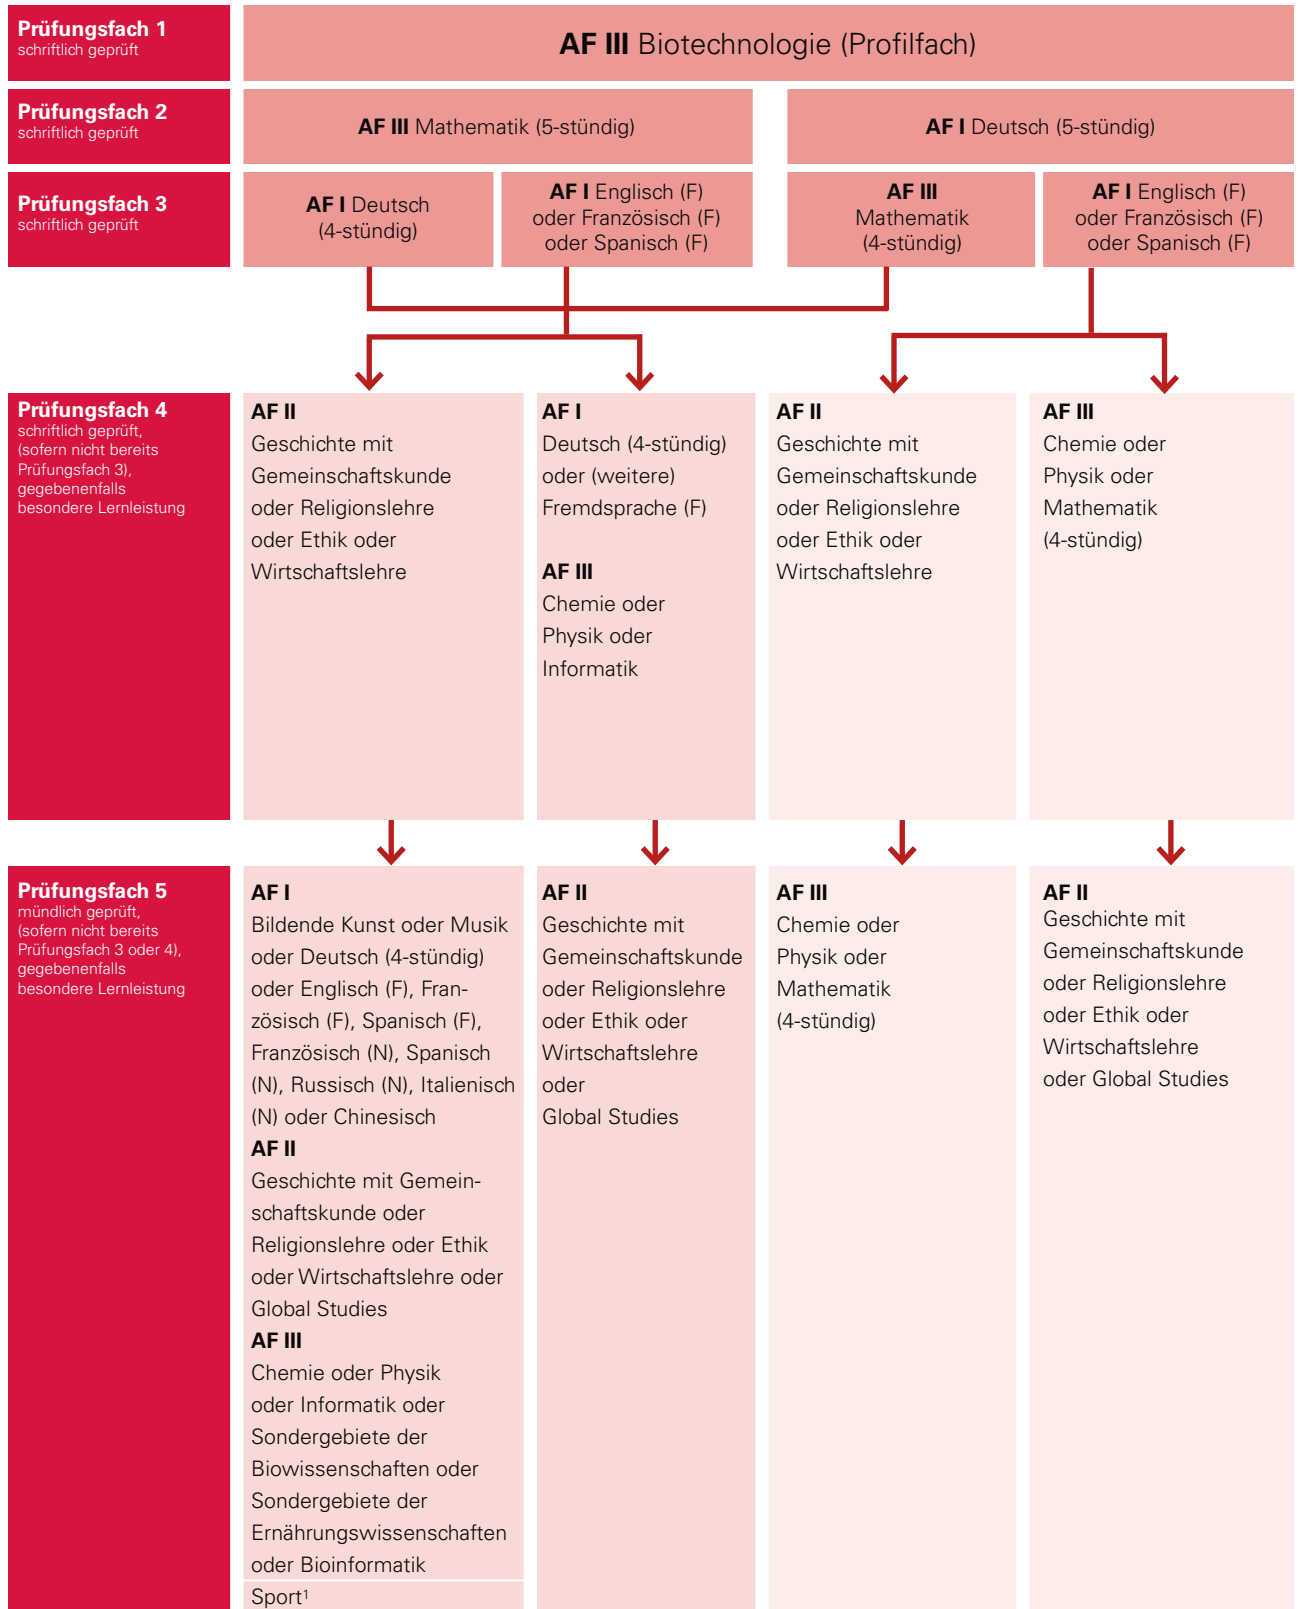 Prüfungsfach 1
schriftlich geprüft
AF III Biotechnologie (Profilfach)
Prüfungsfach 2
schriftlich geprüft
AF III Mathematik (5-stündig)
AF I Deutsch (5-stündig)
Prüfungsfach 3
schriftlich geprüft
AF I Deutsch
(4-stündig)
AF I Englisch (F)
oder Französisch (F)
oder Spanisch (F)
AF III
Mathematik
(4-stündig)
AF I Englisch (F)
oder Französisch (F)
oder Spanisch (F)
Prüfungsfach 4
schriftlich geprüft,
(sofern nicht bereits
Prüfungsfach 3),
gegebenenfalls
besondere Lernleistung
AF II
Geschichte mit
Gemeinschaftskunde
oder Religionslehre
oder Ethik oder
Wirtschaftslehre
AF I
Deutsch (4-stündig)
oder (weitere)
Fremdsprache (F)
AF III
Chemie oder
Physik oder
Informatik
AF II
Geschichte mit
Gemeinschaftskunde
oder Religionslehre
oder Ethik oder
Wirtschaftslehre
AF III
Chemie oder
Physik oder
Mathematik
(4-stündig)
Prüfungsfach 5
mündlich geprüft,
(sofern nicht bereits
Prüfungsfach 3 oder 4),
gegebenenfalls
besondere Lernleistung
AF I
Bildende Kunst oder Musik
oder Deutsch (4-stündig)
oder Englisch (F), Fran-
zösisch (F), Spanisch (F),
Französisch (N), Spanisch
(N), Russisch (N), Italienisch
(N) oder Chinesisch
AF II
Geschichte mit Gemein-
schaftskunde oder
Religionslehre oder Ethik
oder Wirtschaftslehre oder
Global Studies
AF III
Chemie oder Physik
oder Informatik oder
Sondergebiete der
Biowissenschaften oder
Sondergebiete der
Ernährungswissenschaften
oder Bioinformatik
Sport¹
AF II
Geschichte mit
Gemeinschaftskunde
oder Religionslehre
oder Ethik oder
Wirtschaftslehre
oder
Global Studies
AF III
Chemie oder
Physik oder
Mathematik
(4-stündig)
AF II
Geschichte mit
Gemeinschaftskunde
oder Religionslehre
oder Ethik oder
Wirtschaftslehre
oder Global Studies